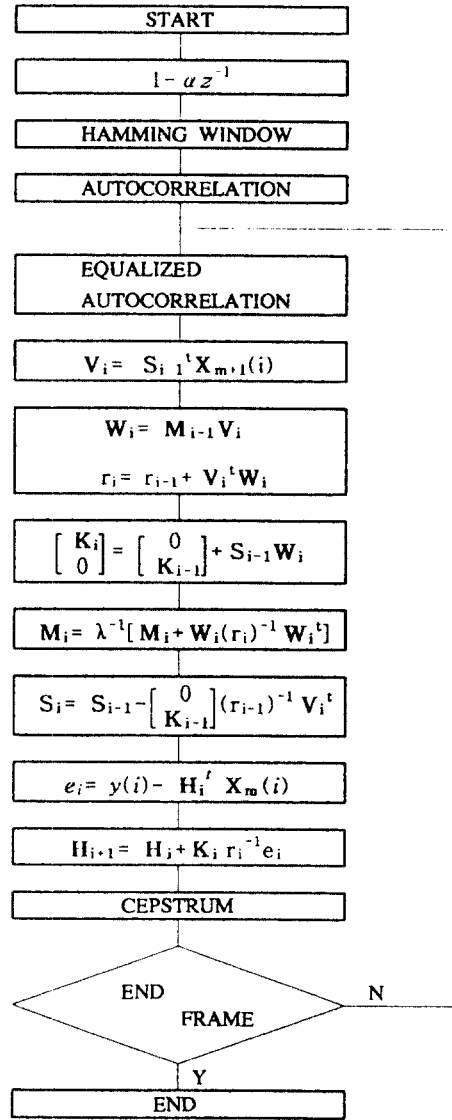 START
1- αz⁻¹
HAMMING WINDOW
AUTOCORRELATION
EQUALIZED
AUTOCORRELATION
Vᵢ= Sᵢ₋₁ᵗXₘ₊₁(i)
Wᵢ= Mᵢ₋₁Vᵢ
rᵢ= rᵢ₋₁+ VᵢᵗWᵢ
[Kᵢ 0]= [0 Kᵢ₋₁]+ Sᵢ₋₁Wᵢ
Mᵢ= λ⁻¹[ Mᵢ+ Wᵢ(rᵢ)⁻¹ Wᵢᵗ]
Sᵢ= Sᵢ₋₁-[0 Kᵢ₋₁](rᵢ₋₁)⁻¹ Vᵢᵗ
eᵢ= y(i)- Hᵢᵗ Xₘ(i)
Hᵢ₊₁= Hᵢ+ Kᵢ rᵢ⁻¹eᵢ
CEPSTRUM
END
FRAME
N
Y
END